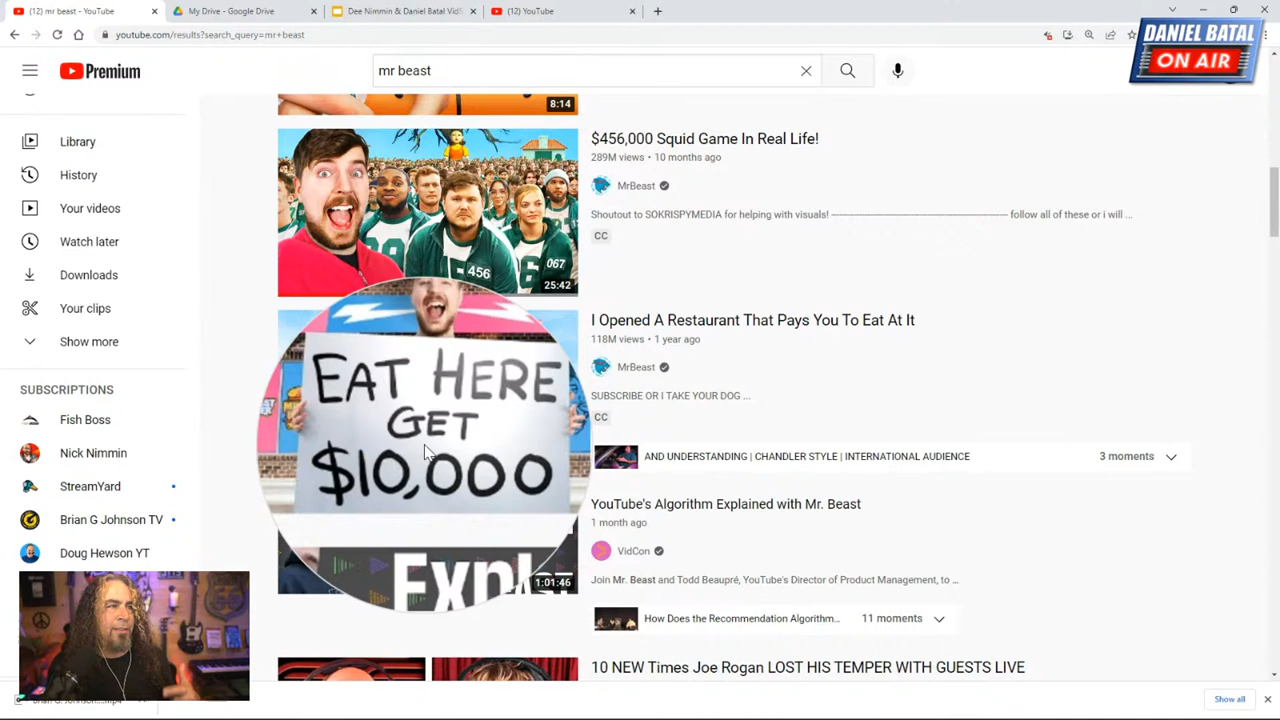 (12) mr beast - YouTube
My Drive - Google Drive
Dee Nimmin & Daniel Batal Vid
(12) YouTube
youtube.com/results?search_query=mr+beast
DANIEL BATAL
ON AIR
Premium
mr beast
Library
History
Your videos
Watch later
Downloads
Your clips
Show more
SUBSCRIPTIONS
Fish Boss
Nick Nimmin
StreamYard
Brian G Johnson TV
Doug Hewson YT
8:14
456
067
25:42
$456,000 Squid Game In Real Life!
289M views • 10 months ago
MrBeast
Shoutout to SOKRISPYMEDIA for helping with visuals! ---------- follow all of these or i will ...
CC
EAT HERE
GET
$10,000
I Opened A Restaurant That Pays You To Eat At It
118M views • 1 year ago
MrBeast
SUBSCRIBE OR I TAKE YOUR DOG ...
CC
AND UNDERSTANDING | CHANDLER STYLE | INTERNATIONAL AUDIENCE
3 moments
1:01:46
YouTube's Algorithm Explained with Mr. Beast
1 month ago
VidCon
Join Mr. Beast and Todd Beaupré, YouTube's Director of Product Management, to ...
How Does the Recommendation Algorithm...
11 moments
10 NEW Times Joe Rogan LOST HIS TEMPER WITH GUESTS LIVE
Show all